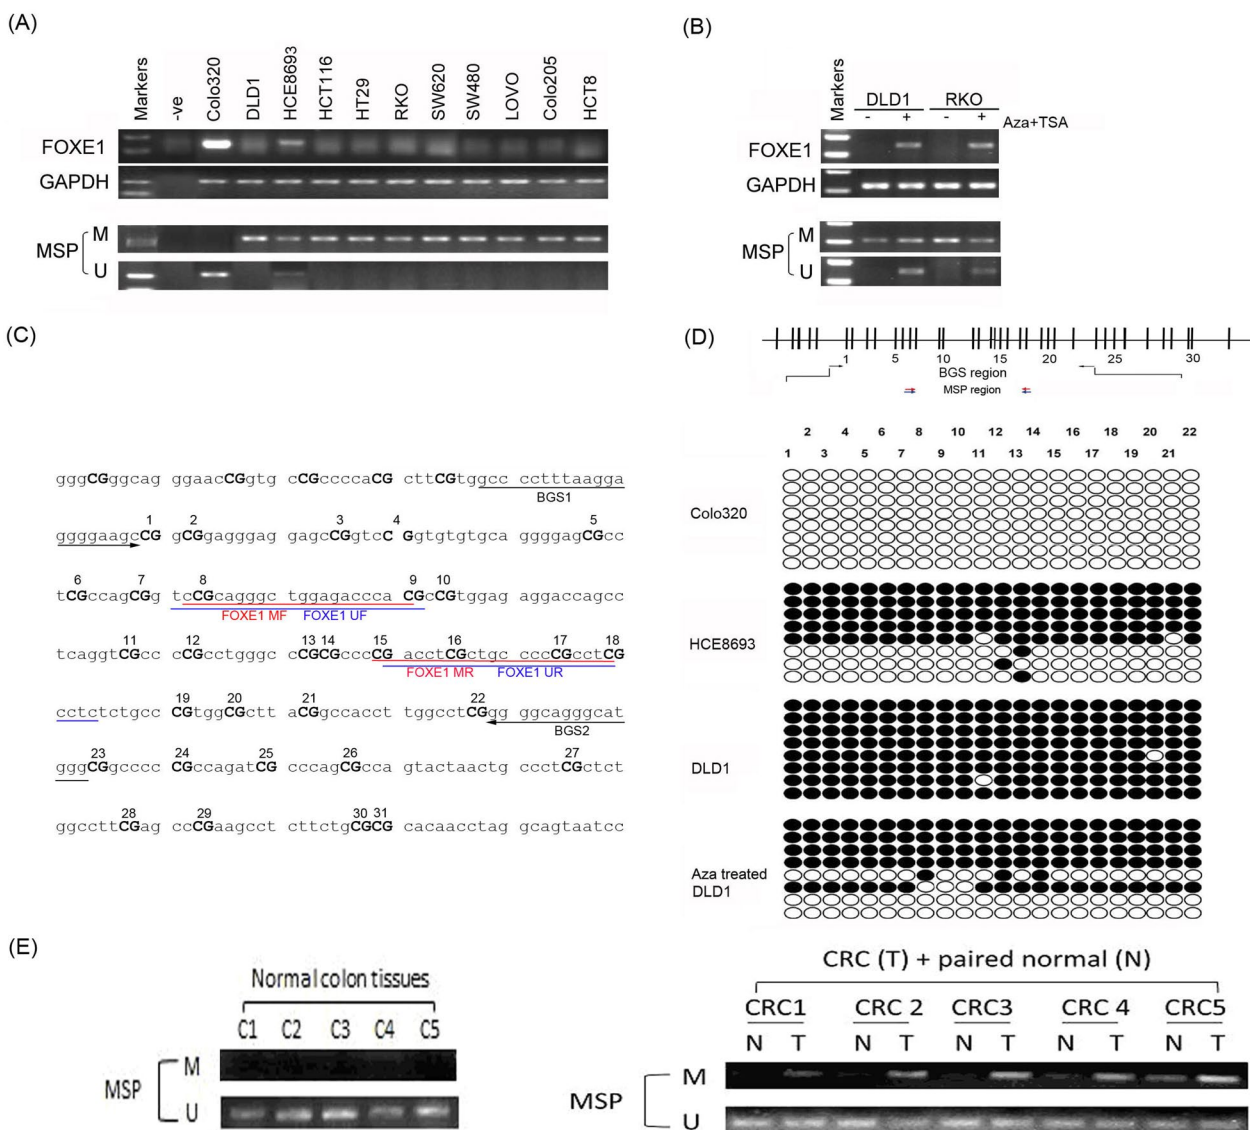 (A)
Markers -ve Colo320 DLD1 HCE8693 HCT116 HT29 RKO SW620 SW480 LOVO Colo205 HCT8
FOXE1
GAPDH
MSP M
U
(B)
Markers
DLD1 RKO
- + - + Aza+TSA
FOXE1
GAPDH
MSP M
U
(C)
gggCGggcag ggaacCGgtg cCGccccaCG cttCGtggcc cctttaagga
BGS1
1 2 3 4 5
ggggaagcCG gCGgagggag gagcCGgtcC Ggtgtgtgca ggggagCGcc
6 7 8 9 10
tCGccagCGg tcCGcagggc tggagaccca CGcCGtggag aggaccagcc
FOXE1 MF FOXE1 UF
11 12 13 14 15 16 17 18
tcaggtCGcc cCGcctgggc cCGCGcccCG acctCGctgc cccCGcctCG
FOXE1 MR FOXE1 UR
19 20 21 22
cctctctgcc CGtggCGctt aCGgccacct tggcctCGgg ggcagggcat
BGS2
23 24 25 26 27
gggCGgcccc CGccagatCG cccagCGcca gtactaactg ccctCGctct
28 29 30 31
ggccttCGag ccCGaagcct cttctgCGCG cacaacctag gcagtaatcc
(D)
1 5 10 15 20 25 30
BGS region
MSP region
2 4 6 8 10 12 14 16 18 20 22
1 3 5 7 9 11 13 15 17 19 21
Colo320
HCE8693
DLD1
Aza treated
DLD1
(E)
Normal colon tissues
C1 C2 C3 C4 C5
MSP M
U
CRC (T) + paired normal (N)
CRC1 CRC 2 CRC3 CRC 4 CRC5
N T N T N T N T N T
MSP M
U